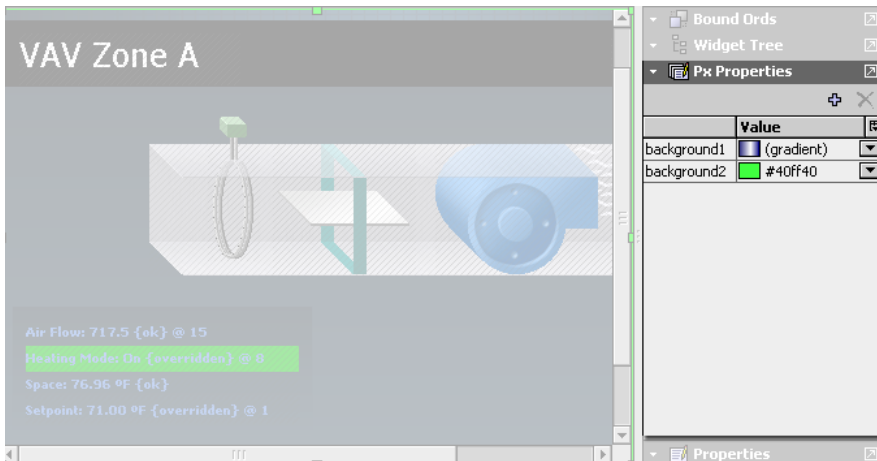 VAV Zone A
Air Flow: 717.5 {ok} @ 15
Heating Mode: On {overridden} @ 8
Space: 76.96 ºF {ok}
Setpoint: 71.00 ºF {overridden} @ 1
Bound Ords
Widget Tree
Px Properties
Value
background1 (gradient)
background2 #40ff40
Properties